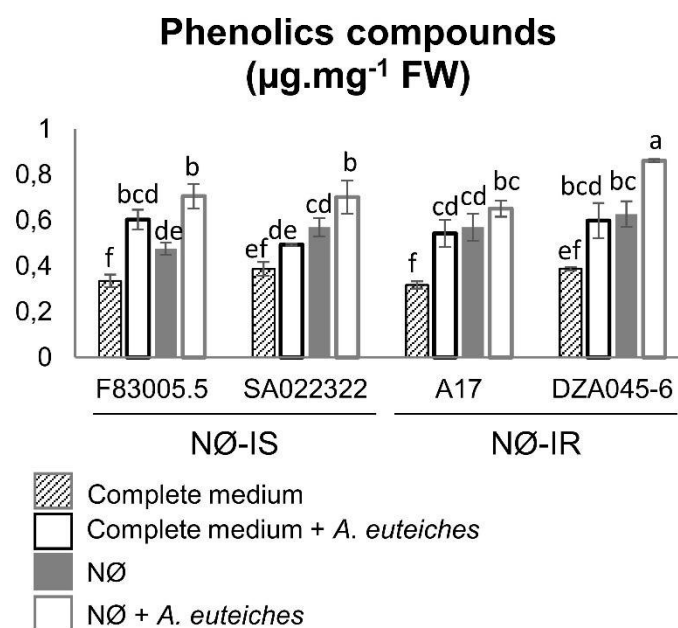 Phenolics compounds
(µg.mg⁻¹ FW)
1
0,8
0,6
0,4
0,2
0
f
bcd
de
b
ef
de
cd
b
f
cd
cd
bc
ef
bcd
bc
a
F83005.5 SA022322 A17 DZA045-6
NØ-IS NØ-IR
Complete medium
Complete medium + A. euteiches
NØ
NØ + A. euteiches